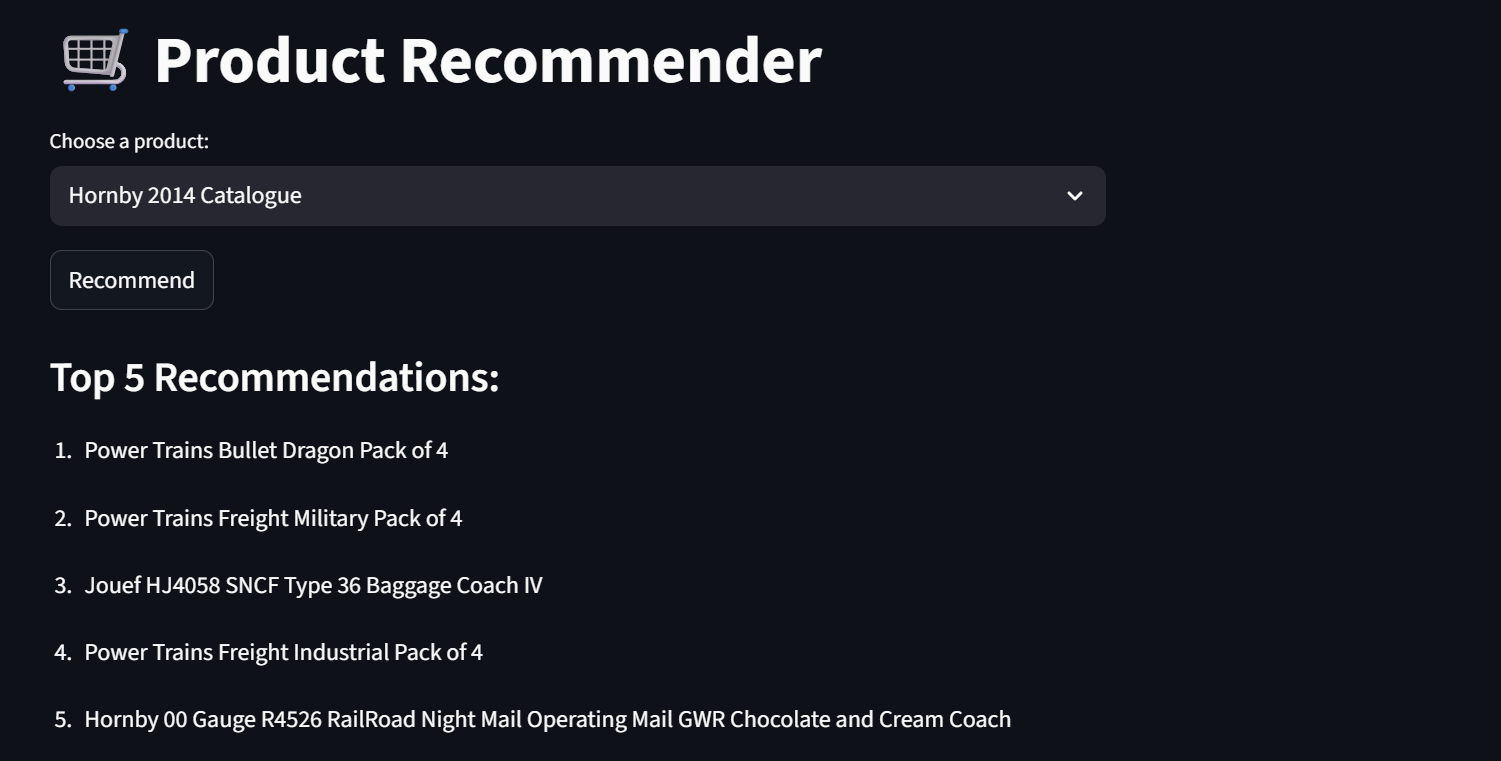 Product Recommender
Choose a product:
Hornby 2014 Catalogue
Recommend
Top 5 Recommendations:
1. Power Trains Bullet Dragon Pack of 4
2. Power Trains Freight Military Pack of 4
3. Jouef HJ4058 SNCF Type 36 Baggage Coach IV
4. Power Trains Freight Industrial Pack of 4
5. Hornby 00 Gauge R4526 RailRoad Night Mail Operating Mail GWR Chocolate and Cream Coach